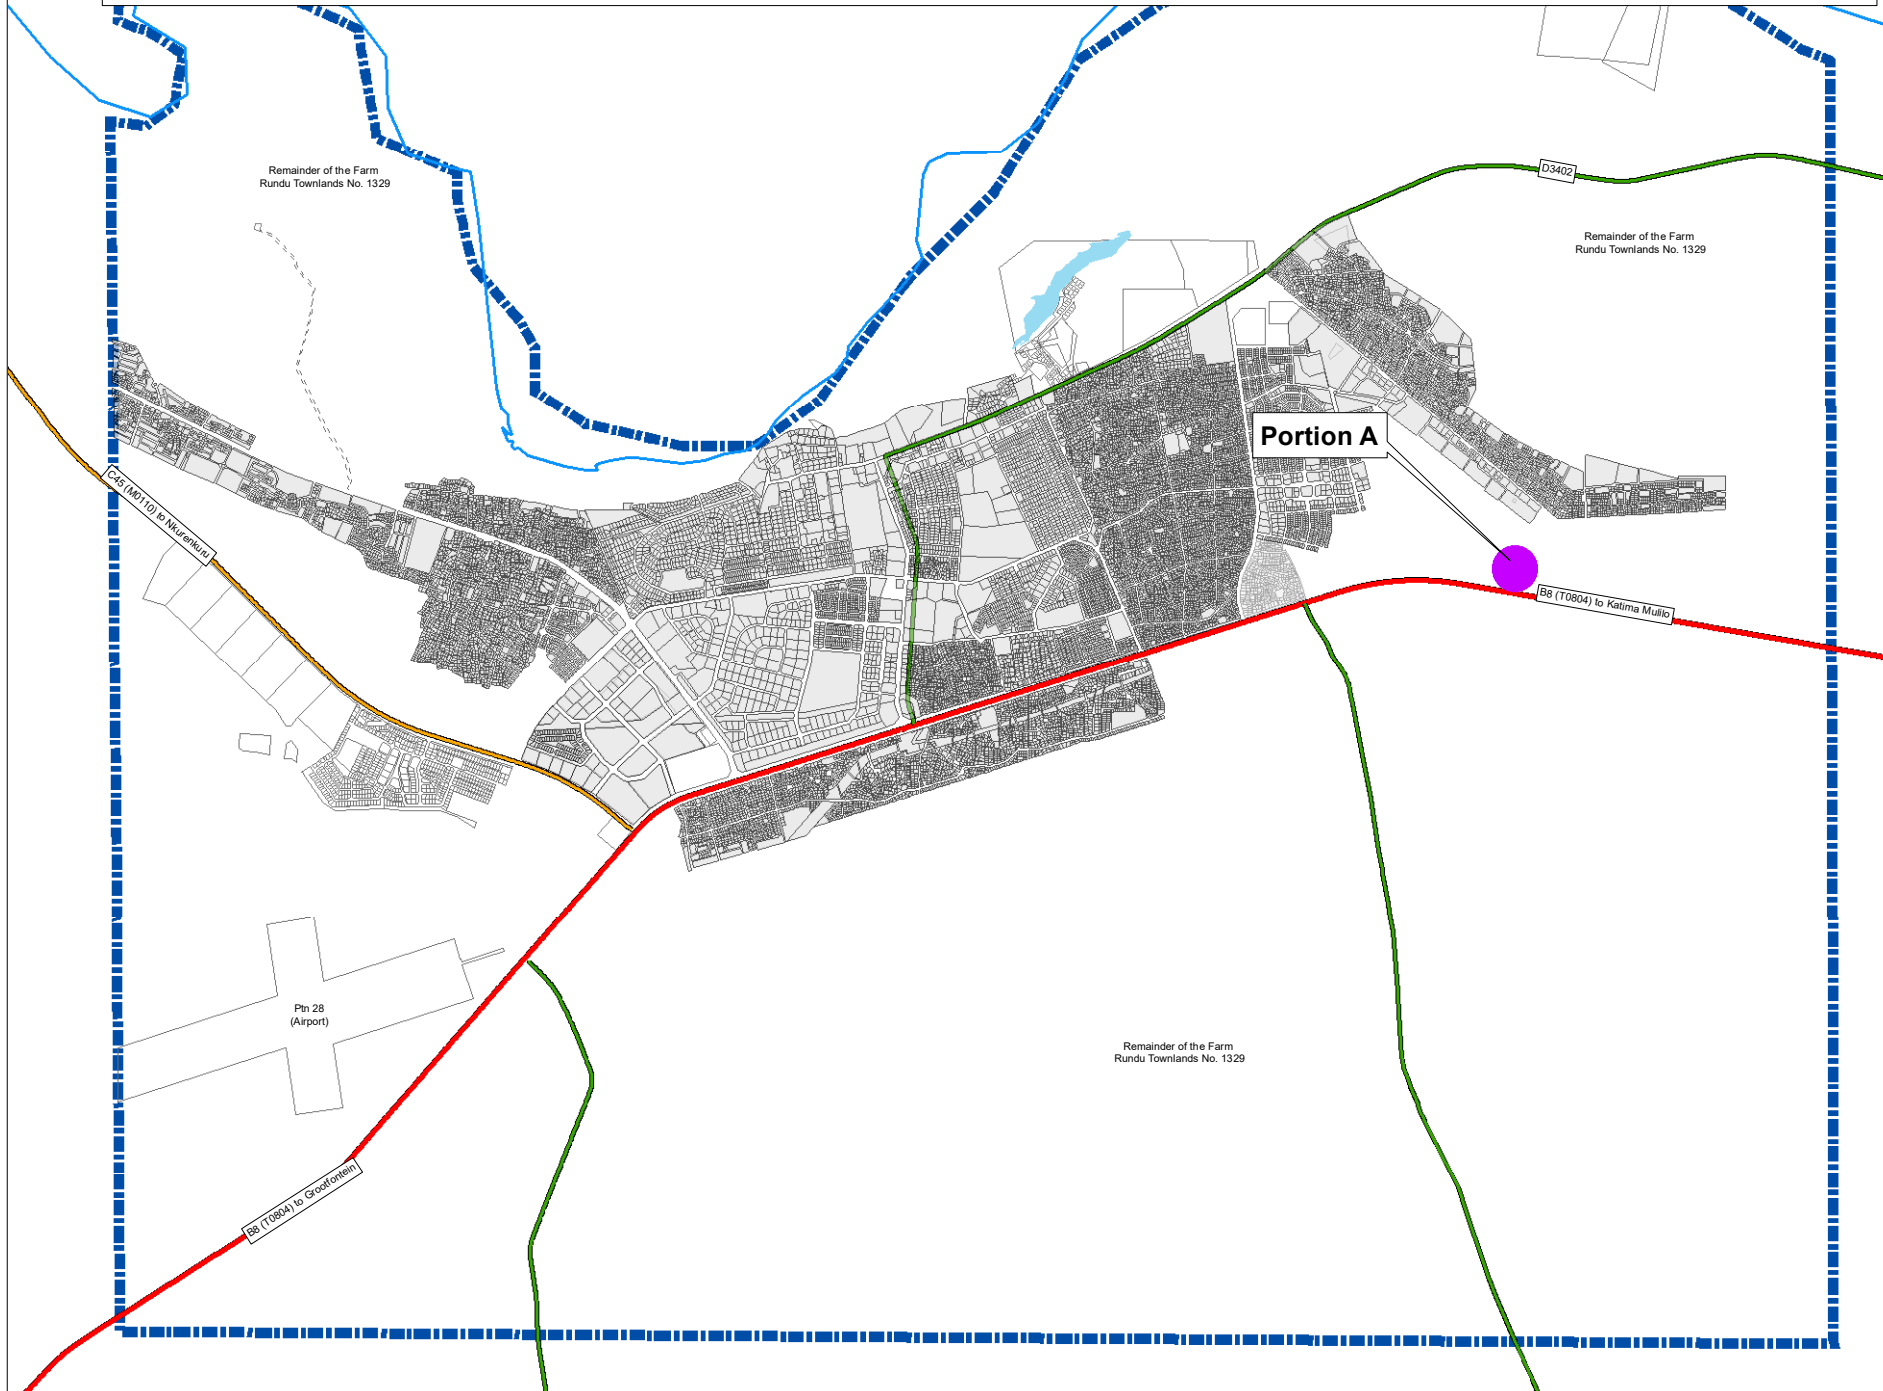 Remainder of the Farm
Rundu Townlands No. 1329
D3402
Remainder of the Farm
Rundu Townlands No. 1329
Portion A
C45 (M0110) to Nkurenkuru
B8 (T0804) to Katima Mulilo
Ptn 28
(Airport)
Remainder of the Farm
Rundu Townlands No. 1329
B8 (T0804) to Grootfontein